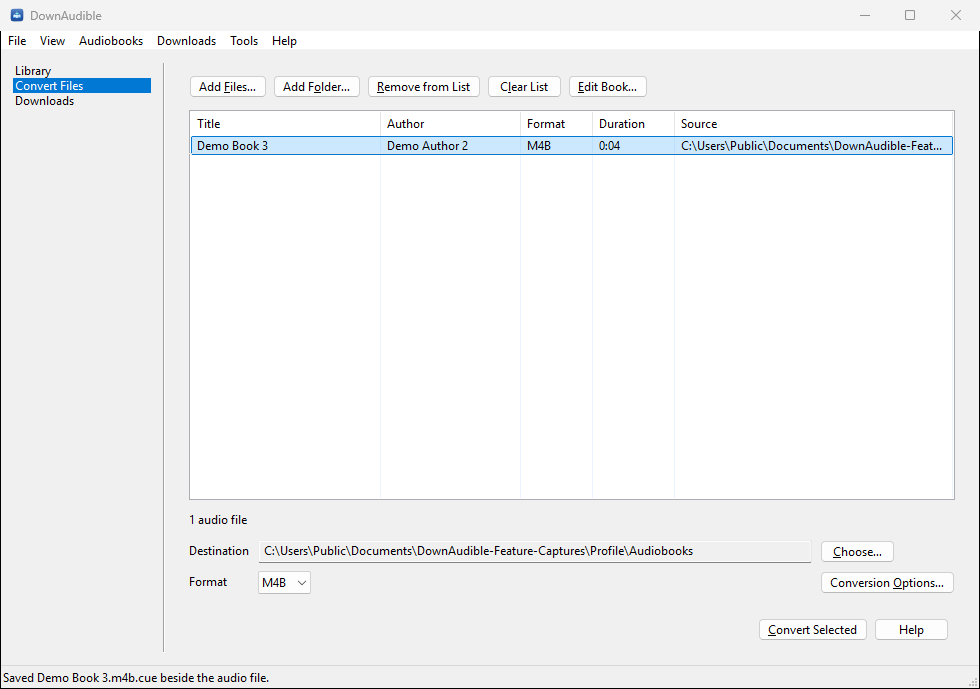 DownAudible
File View Audiobooks Downloads Tools Help
Library
Convert Files
Downloads
Add Files... Add Folder... Remove from List Clear List Edit Book...
Title Author Format Duration Source
Demo Book 3 Demo Author 2 M4B 0:04 C:\Users\Public\Documents\DownAudible-Feat...
1 audio file
Destination C:\Users\Public\Documents\DownAudible-Feature-Captures\Profile\Audiobooks Choose...
Format M4B Conversion Options...
Convert Selected Help
Saved Demo Book 3.m4b.cue beside the audio file.